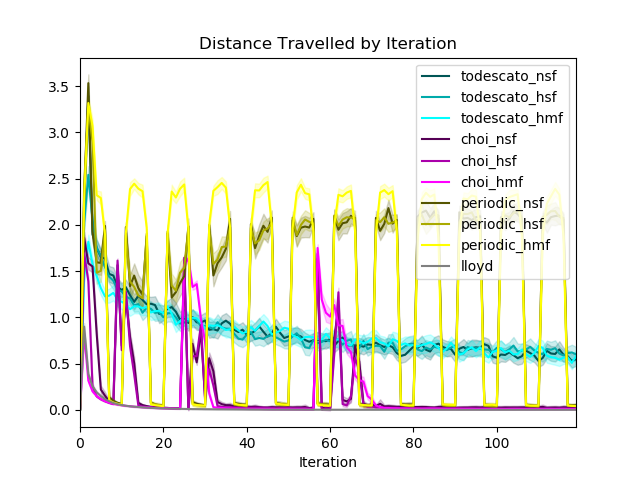 Distance Travelled by Iteration
3.5
3.0
2.5
2.0
1.5
1.0
0.5
0.0
0 20 40 60 80 100
Iteration
todescato_nsf
todescato_hsf
todescato_hmf
choi_nsf
choi_hsf
choi_hmf
periodic_nsf
periodic_hsf
periodic_hmf
lloyd